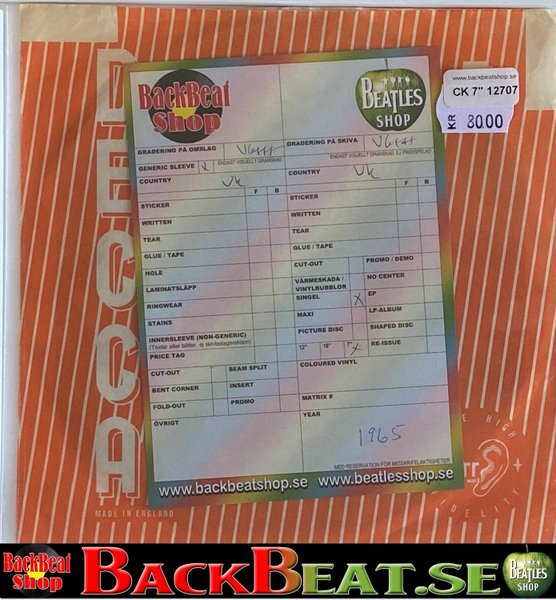 BackBeat
Shop
BEATLES
SHOP
www.backbeatshop.se
CK 7" 12707
KR 80.00
GRADERING PÅ OMSLAG VG+++
GRADERING PÅ SKIVA VG+++
ENDAST VISUELLT GRANSKAD
ENDAST VISUELLT GRANSKAD, EJ PROVSPELAD
GENERIC SLEEVE X
COUNTRY UK
F B
STICKER
WRITTEN
TEAR
GLUE / TAPE
HOLE
LAMINATSLÄPP
RINGWEAR
STAINS
INNERSLEEVE (NON-GENERIC)
(Texter eller bilder, ej skivbolagsreklam)
PRICE TAG
CUT-OUT SEAM SPLIT
BENT CORNER INSERT
FOLD-OUT PROMO
ÖVRIGT
COUNTRY UK
F B
STICKER
WRITTEN
TEAR
GLUE / TAPE
CUT-OUT PROMO / DEMO
VÄRMESKADA /
VINYLBUBBLOR NO CENTER
SINGEL X EP
MAXI LP-ALBUM
PICTURE DISC SHAPED DISC
12" 10" 7" X RE-ISSUE
COLOURED VINYL
MATRIX #
YEAR
1965
MED RESERVATION FÖR MISSAR/FELAKTIGHETER
www.backbeatshop.se www.beatlesshop.se
MADE IN ENGLAND
HIGH
FIDELITY
BackBeat
Shop
BACKBEAT.SE
BEATLES
SHOP